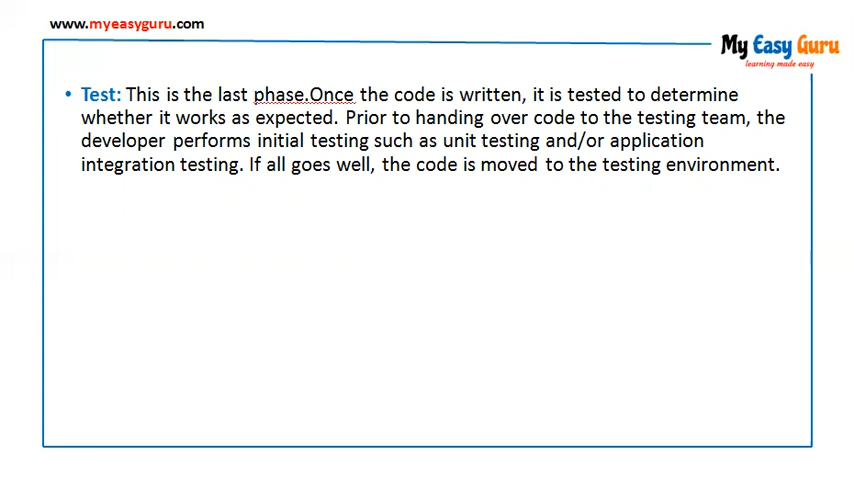 www.myeasyguru.com
My Easy Guru
learning made easy
• Test: This is the last phase.Once the code is written, it is tested to determine
whether it works as expected. Prior to handing over code to the testing team, the
developer performs initial testing such as unit testing and/or application
integration testing. If all goes well, the code is moved to the testing environment.